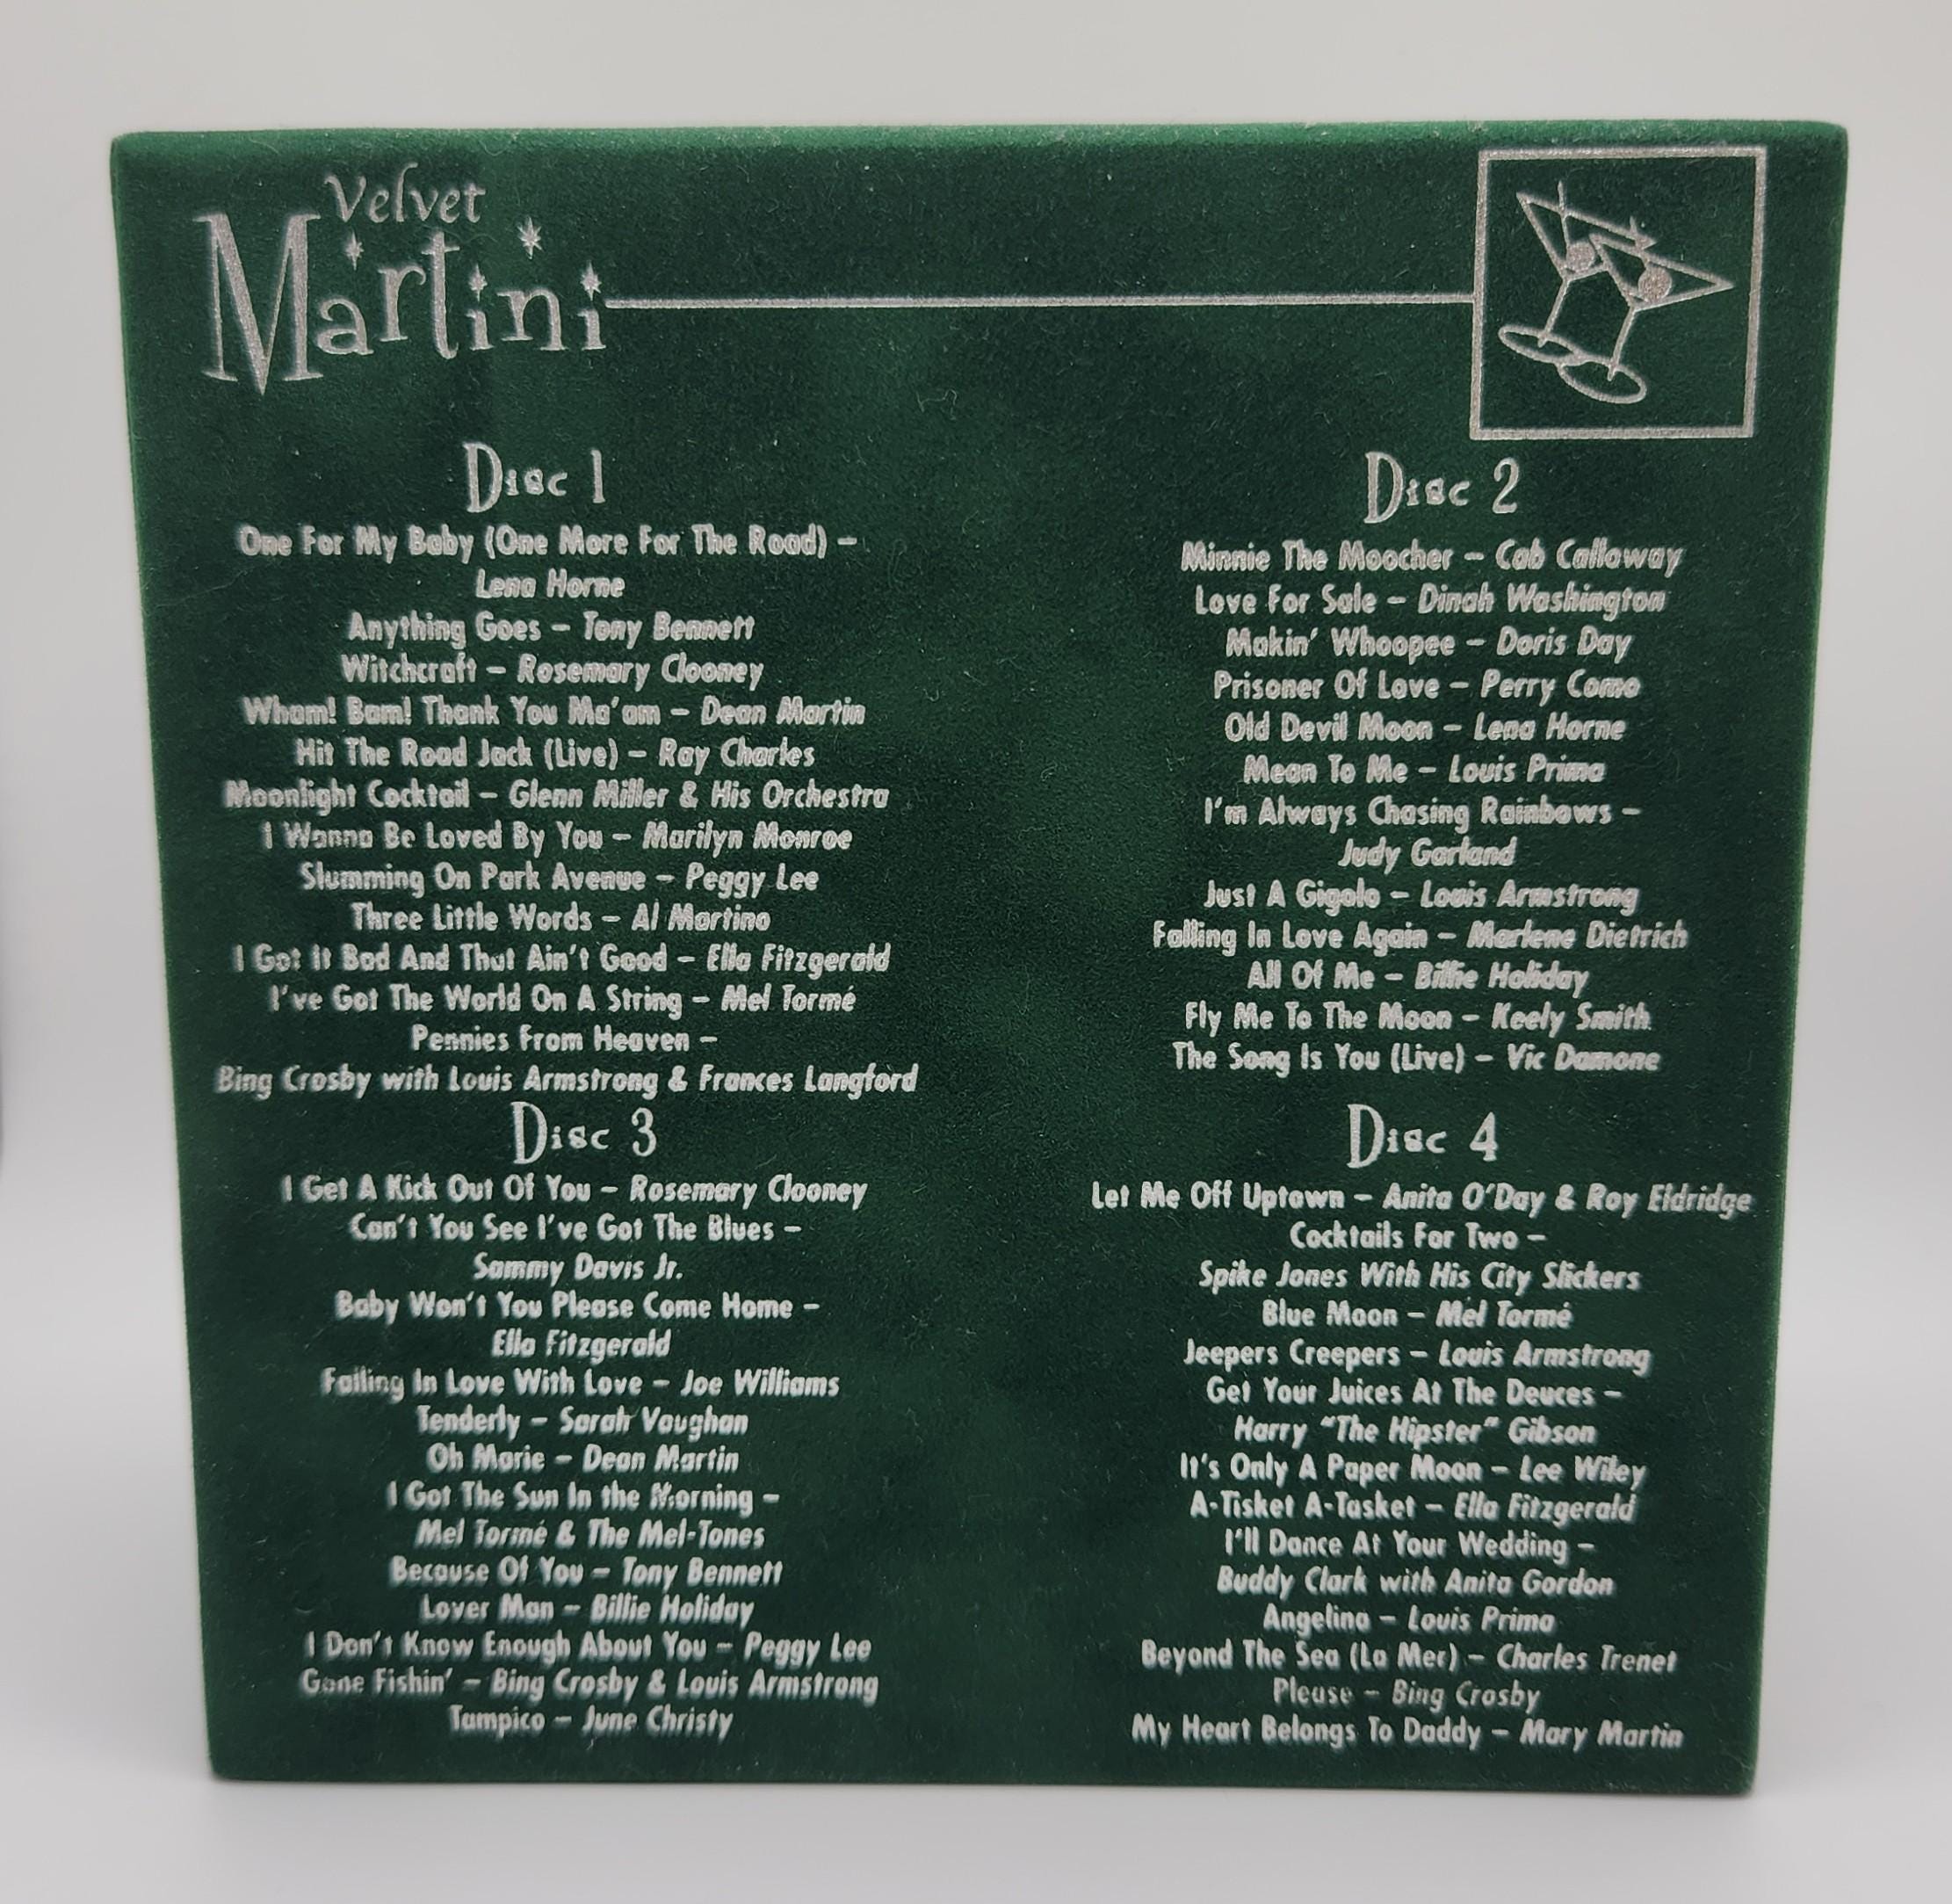 Velvet
Martini
Disc 1
One For My Baby (One More For The Road) –
Lena Horne
Anything Goes – Tony Bennett
Witchcraft – Rosemary Clooney
Wham! Bam! Thank You Ma'am – Dean Martin
Hit The Road Jack (Live) – Ray Charles
Moonlight Cocktail – Glenn Miller & His Orchestra
I Wanna Be Loved By You – Marilyn Monroe
Slumming On Park Avenue – Peggy Lee
Three Little Words – Al Martino
I Got It Bad And That Ain't Good – Ella Fitzgerald
I've Got The World On A String – Mel Tormé
Pennies From Heaven –
Bing Crosby with Louis Armstrong & Frances Langford
Disc 2
Minnie The Moocher – Cab Calloway
Love For Sale – Dinah Washington
Makin' Whoopee – Doris Day
Prisoner Of Love – Perry Como
Old Devil Moon – Lena Horne
Mean To Me – Louis Prima
I'm Always Chasing Rainbows –
Judy Garland
Just A Gigolo – Louis Armstrong
Falling In Love Again – Marlene Dietrich
All Of Me – Billie Holiday
Fly Me To The Moon – Keely Smith
The Song Is You (Live) – Vic Damone
Disc 3
I Get A Kick Out Of You – Rosemary Clooney
Can't You See I've Got The Blues –
Sammy Davis Jr.
Baby Won't You Please Come Home –
Ella Fitzgerald
Falling In Love With Love – Joe Williams
Tenderly – Sarah Vaughan
Oh Marie – Dean Martin
I Got The Sun In the Morning –
Mel Tormé & The Mel-Tones
Because Of You – Tony Bennett
Lover Man – Billie Holiday
I Don't Know Enough About You – Peggy Lee
Gone Fishin' – Bing Crosby & Louis Armstrong
Tampico – June Christy
Disc 4
Let Me Off Uptown – Anita O'Day & Roy Eldridge
Cocktails For Two –
Spike Jones With His City Slickers
Blue Moon – Mel Tormé
Jeepers Creepers – Louis Armstrong
Get Your Juices At The Deuces –
Harry "The Hipster" Gibson
It's Only A Paper Moon – Lee Wiley
A-Tisket A-Tasket – Ella Fitzgerald
I'll Dance At Your Wedding –
Buddy Clark with Anita Gordon
Angelina – Louis Prima
Beyond The Sea (La Mer) – Charles Trenet
Please – Bing Crosby
My Heart Belongs To Daddy – Mary Martin